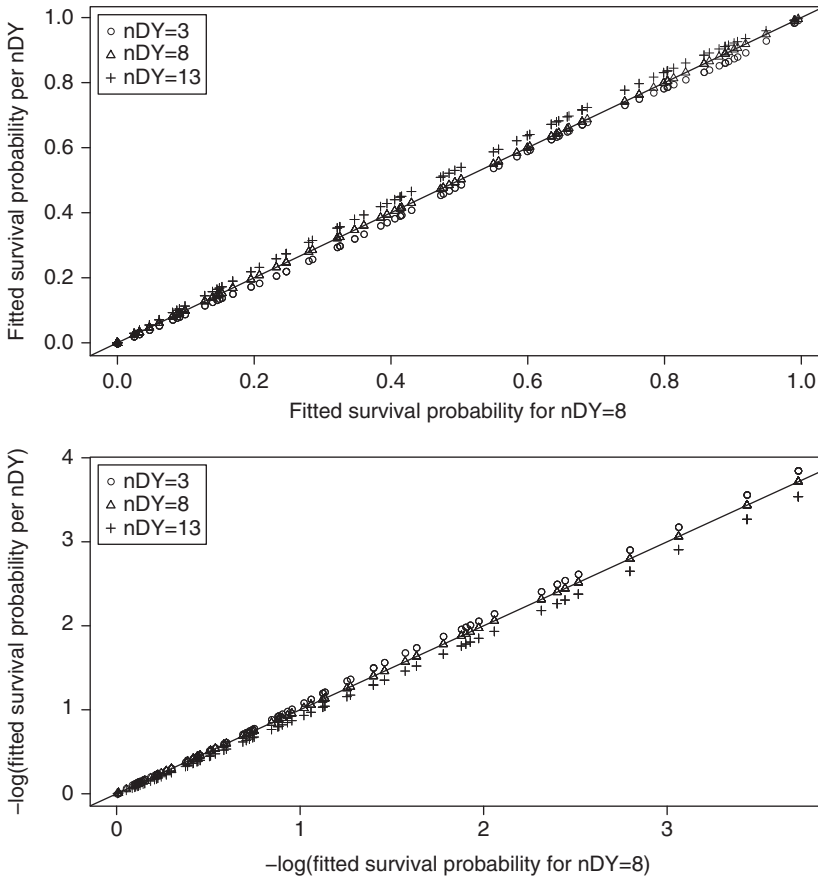 Fitted survival probability per nDY
1.0
0.8
0.6
0.4
0.2
0.0
nDY=3
nDY=8
nDY=13
0.0 0.2 0.4 0.6 0.8 1.0
Fitted survival probability for nDY=8
−log(fitted survival probability per nDY)
4
3
2
1
0
nDY=3
nDY=8
nDY=13
0 1 2 3
−log(fitted survival probability for nDY=8)